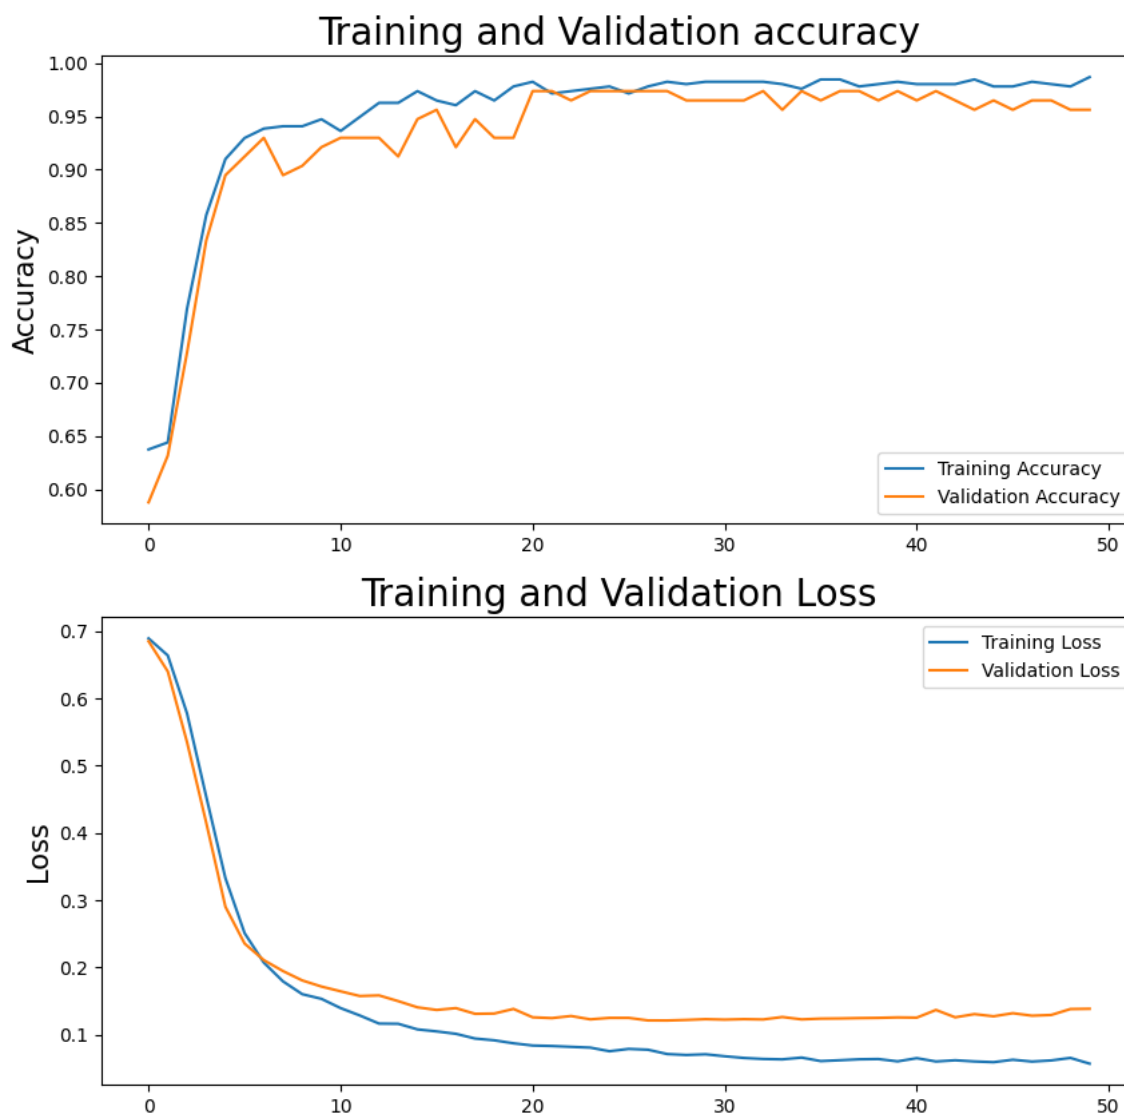 Training and Validation accuracy
1.00
0.95
0.90
0.85
0.80
0.75
0.70
0.65
0.60
Accuracy
Training Accuracy
Validation Accuracy
0 10 20 30 40 50
Training and Validation Loss
0.7
0.6
0.5
0.4
0.3
0.2
0.1
Loss
Training Loss
Validation Loss
0 10 20 30 40 50